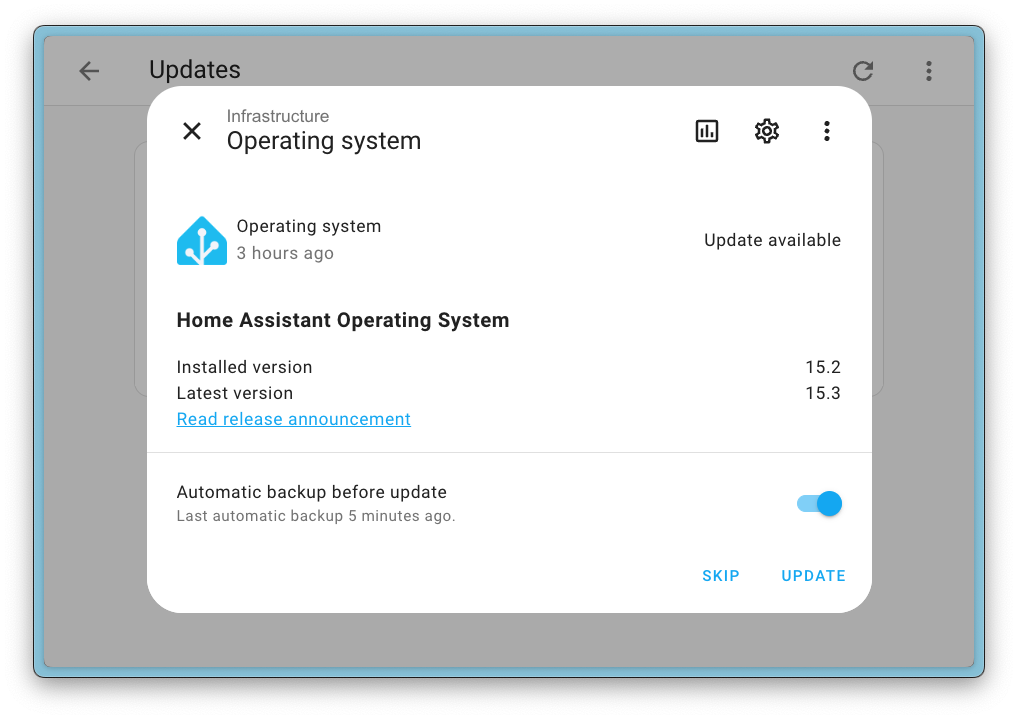 Updates
Infrastructure
Operating system
Operating system
3 hours ago
Update available
Home Assistant Operating System
Installed version 15.2
Latest version 15.3
Read release announcement
Automatic backup before update
Last automatic backup 5 minutes ago.
SKIP UPDATE